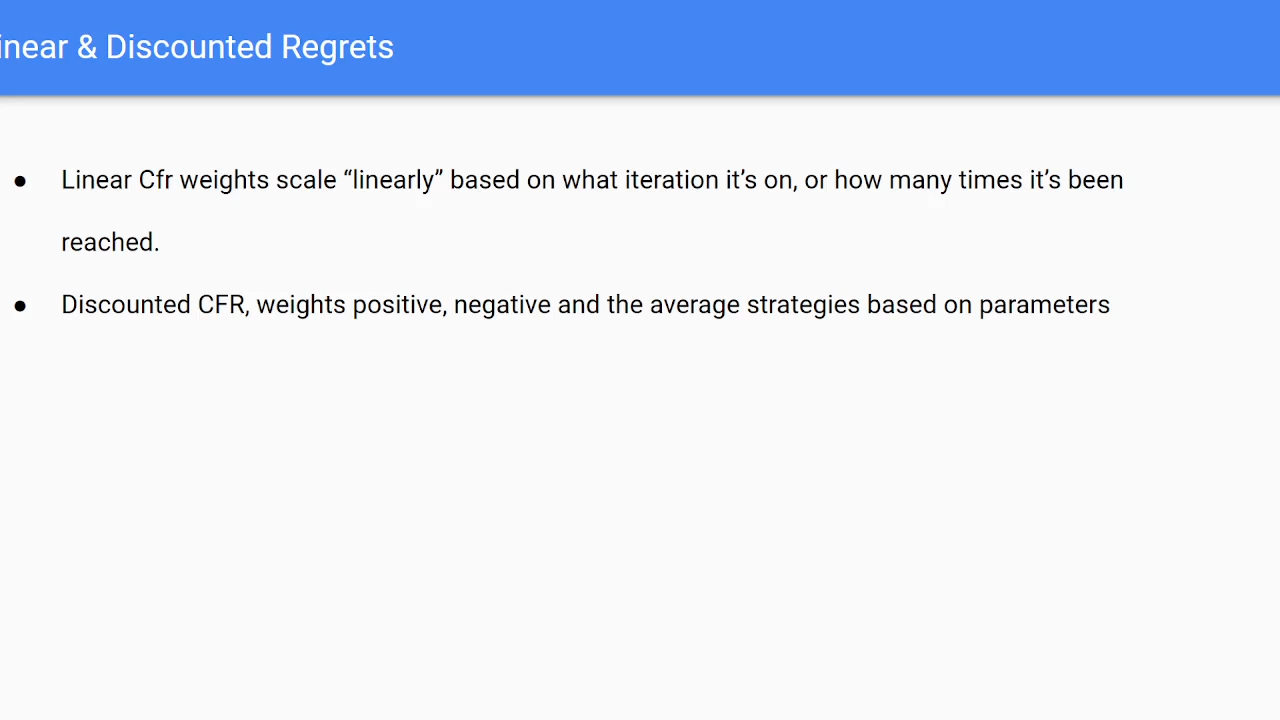 inear & Discounted Regrets
● Linear Cfr weights scale “linearly” based on what iteration it’s on, or how many times it’s been
reached.
● Discounted CFR, weights positive, negative and the average strategies based on parameters